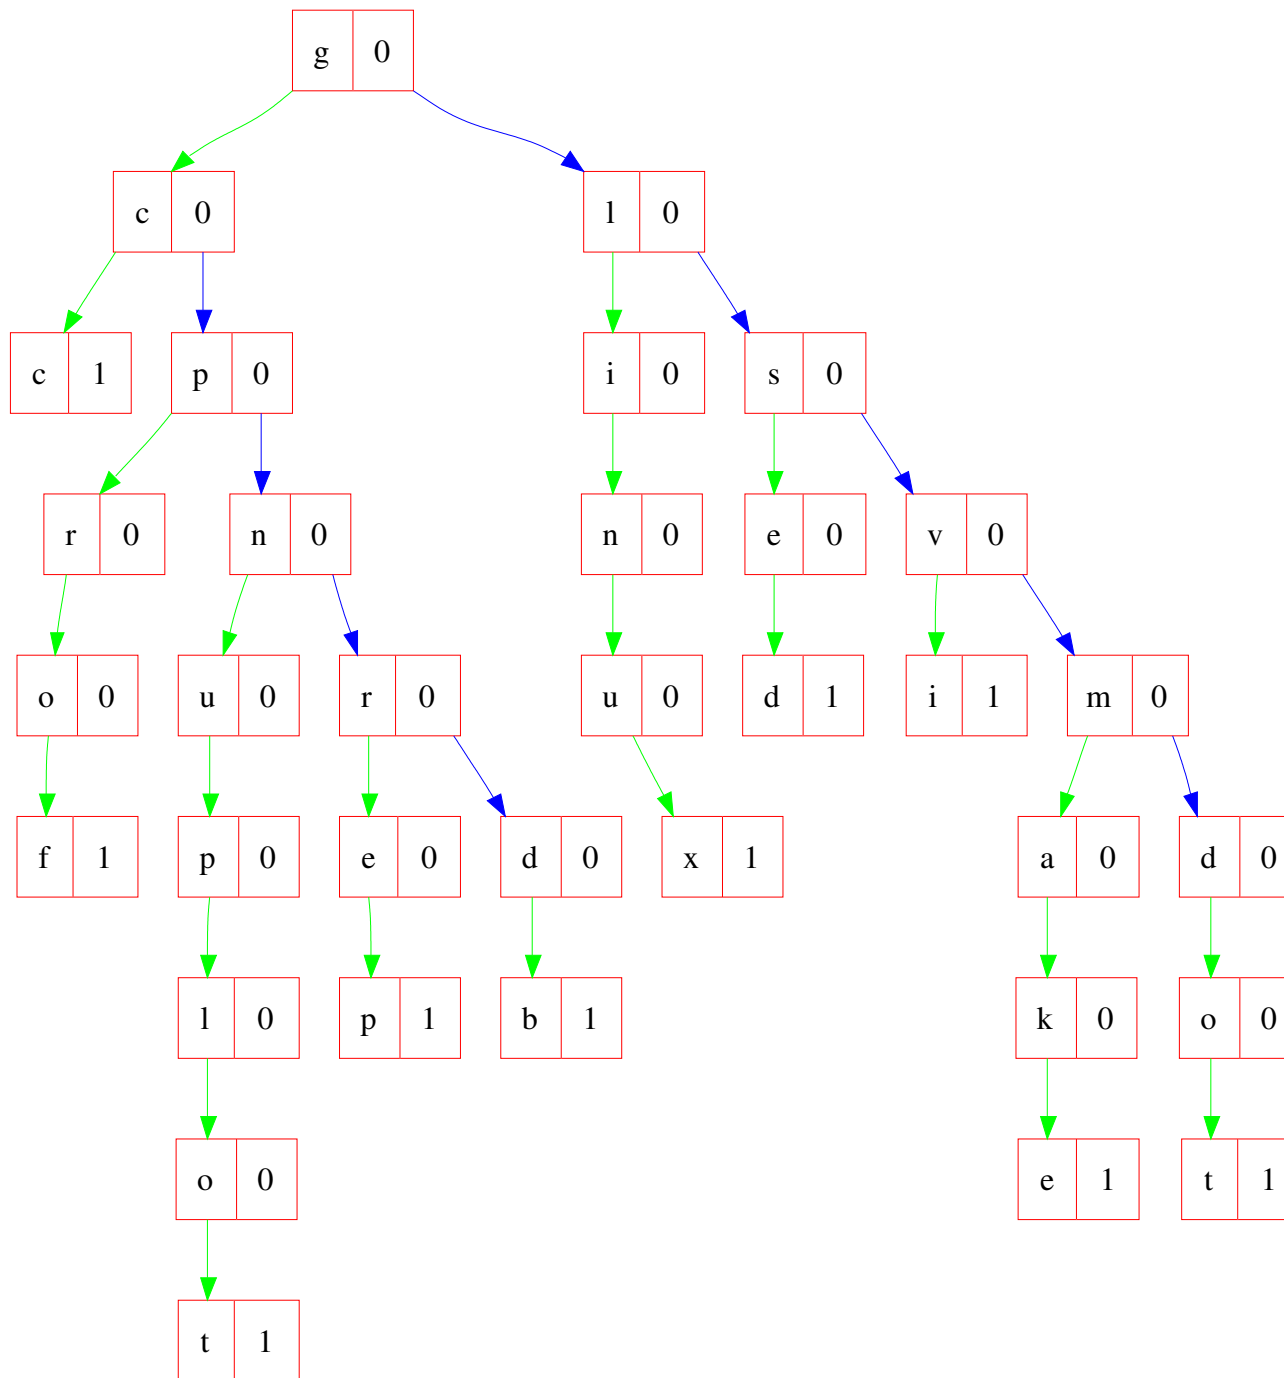 g 0
c 0 l 0
c 1 p 0 i 0 s 0
r 0 n 0 n 0 e 0 v 0
o 0 u 0 r 0 u 0 d 1 i 1 m 0
f 1 p 0 e 0 d 0 x 1 a 0 d 0
l 0 p 1 b 1 k 0 o 0
o 0 e 1 t 1
t 1